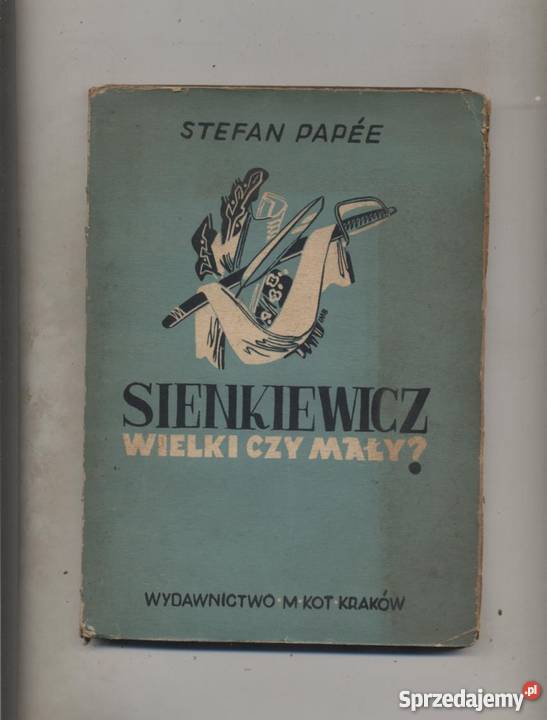 STEFAN PAPÉE
SIENKIEWICZ
WIELKI CZY MAŁY?
WYDAWNICTWO·M·KOT·KRAKÓW
Sprzedajemy.pl